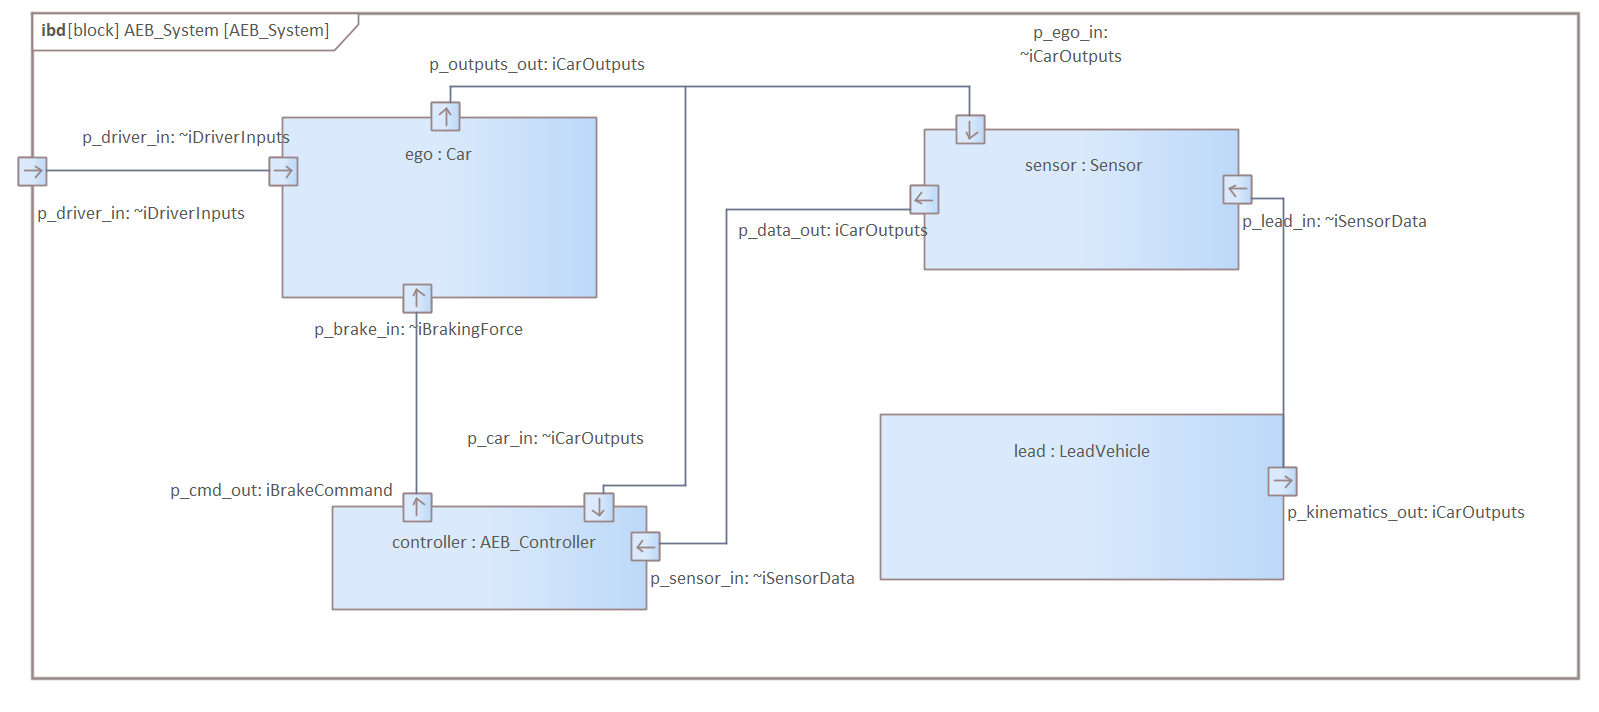 ibd[block] AEB_System [AEB_System]
p_ego_in:
~iCarOutputs
p_outputs_out: iCarOutputs
p_driver_in: ~iDriverInputs
ego : Car
sensor : Sensor
p_driver_in: ~iDriverInputs
p_lead_in: ~iSensorData
p_data_out: iCarOutputs
p_brake_in: ~iBrakingForce
p_car_in: ~iCarOutputs
lead : LeadVehicle
p_cmd_out: iBrakeCommand
p_kinematics_out: iCarOutputs
controller : AEB_Controller
p_sensor_in: ~iSensorData